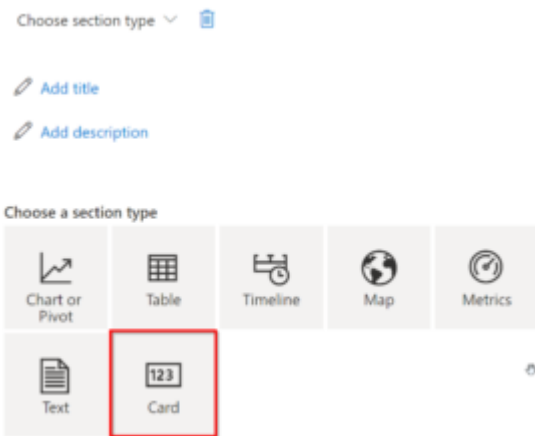 Choose section type
Add title
Add description
Choose a section type
Chart or
Pivot
Table
Timeline
Map
Metrics
Text
123
Card